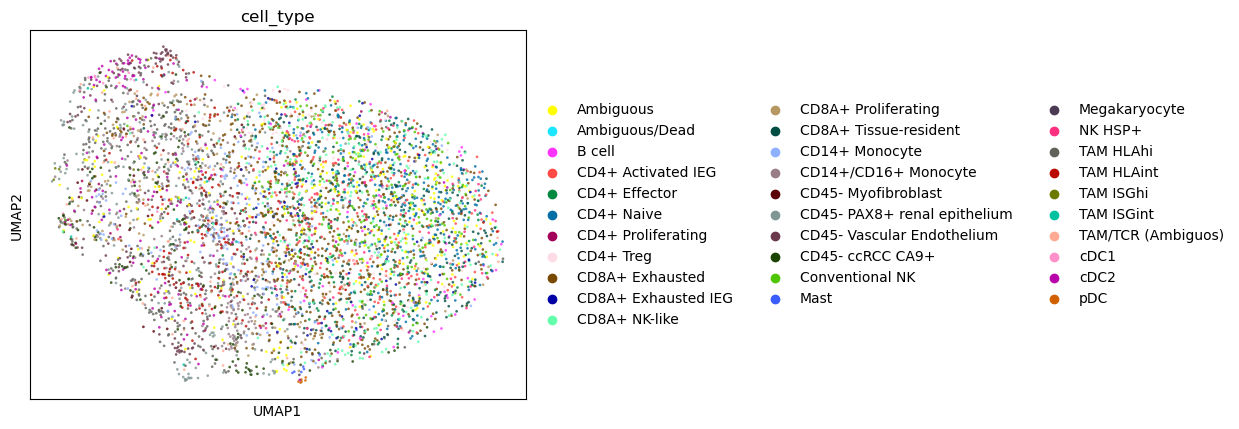 cell_type
UMAP2
UMAP1
Ambiguous
Ambiguous/Dead
B cell
CD4+ Activated IEG
CD4+ Effector
CD4+ Naive
CD4+ Proliferating
CD4+ Treg
CD8A+ Exhausted
CD8A+ Exhausted IEG
CD8A+ NK-like
CD8A+ Proliferating
CD8A+ Tissue-resident
CD14+ Monocyte
CD14+/CD16+ Monocyte
CD45- Myofibroblast
CD45- PAX8+ renal epithelium
CD45- Vascular Endothelium
CD45- ccRCC CA9+
Conventional NK
Mast
Megakaryocyte
NK HSP+
TAM HLAhi
TAM HLAint
TAM ISGhi
TAM ISGint
TAM/TCR (Ambiguos)
cDC1
cDC2
pDC